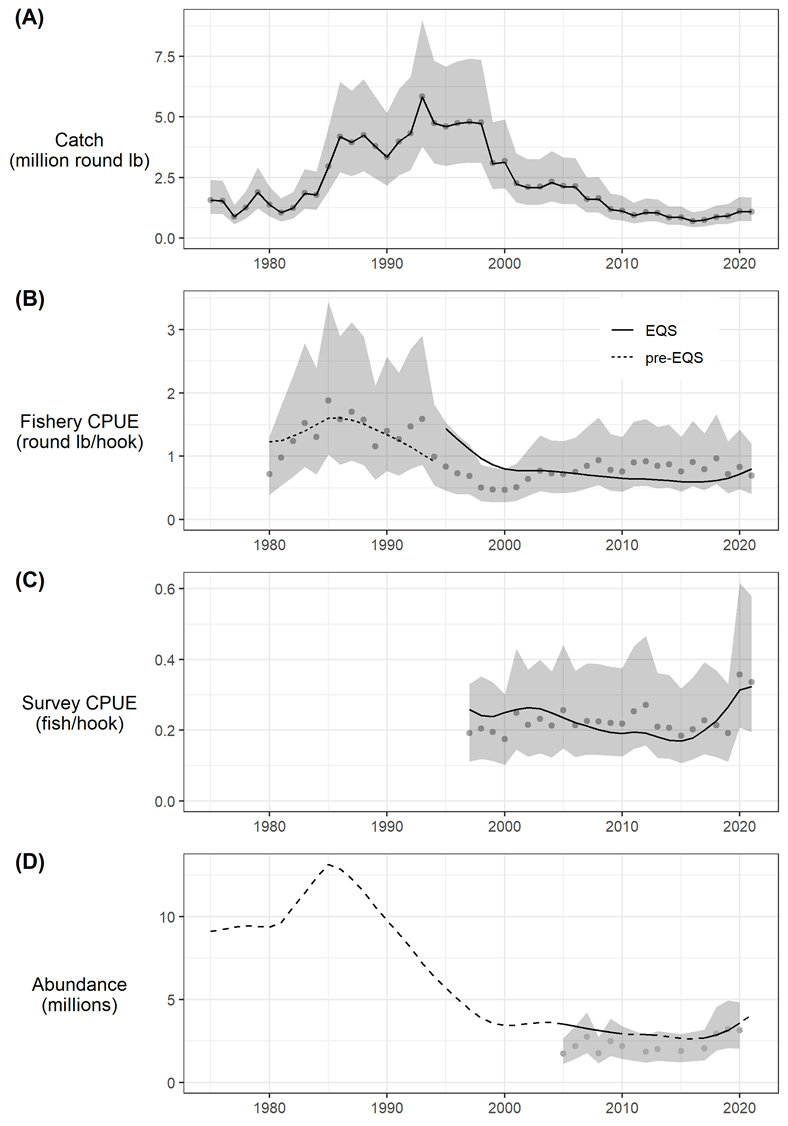 (A)
Catch
(million round lb)
7.5
5.0
2.5
0.0
1980 1990 2000 2010 2020
(B)
Fishery CPUE
(round lb/hook)
3
2
1
0
EQS
pre-EQS
1980 1990 2000 2010 2020
(C)
Survey CPUE
(fish/hook)
0.6
0.4
0.2
0.0
1980 1990 2000 2010 2020
(D)
Abundance
(millions)
10
5
0
1980 1990 2000 2010 2020